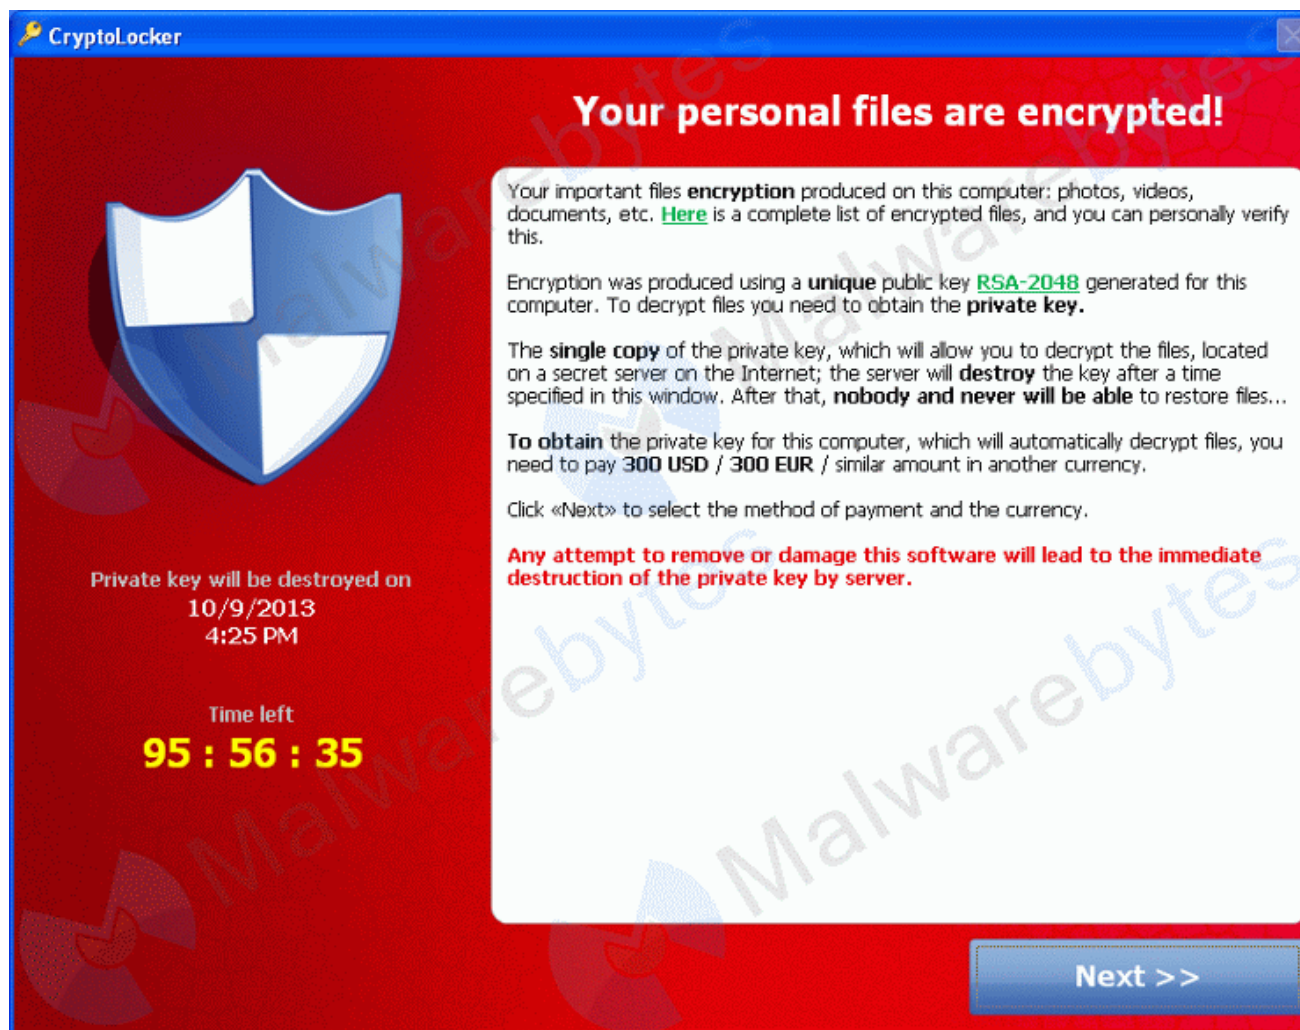 CryptoLocker
Your personal files are encrypted!
Your important files encryption produced on this computer: photos, videos,
documents, etc. Here is a complete list of encrypted files, and you can personally verify
this.
Encryption was produced using a unique public key RSA-2048 generated for this
computer. To decrypt files you need to obtain the private key.
The single copy of the private key, which will allow you to decrypt the files, located
on a secret server on the Internet; the server will destroy the key after a time
specified in this window. After that, nobody and never will be able to restore files...
To obtain the private key for this computer, which will automatically decrypt files, you
need to pay 300 USD / 300 EUR / similar amount in another currency.
Click «Next» to select the method of payment and the currency.
Any attempt to remove or damage this software will lead to the immediate
destruction of the private key by server.
Private key will be destroyed on
10/9/2013
4:25 PM
Time left
95 : 56 : 35
Next >>
Malwarebytes
Malwarebytes
Malwarebytes
Malwarebytes